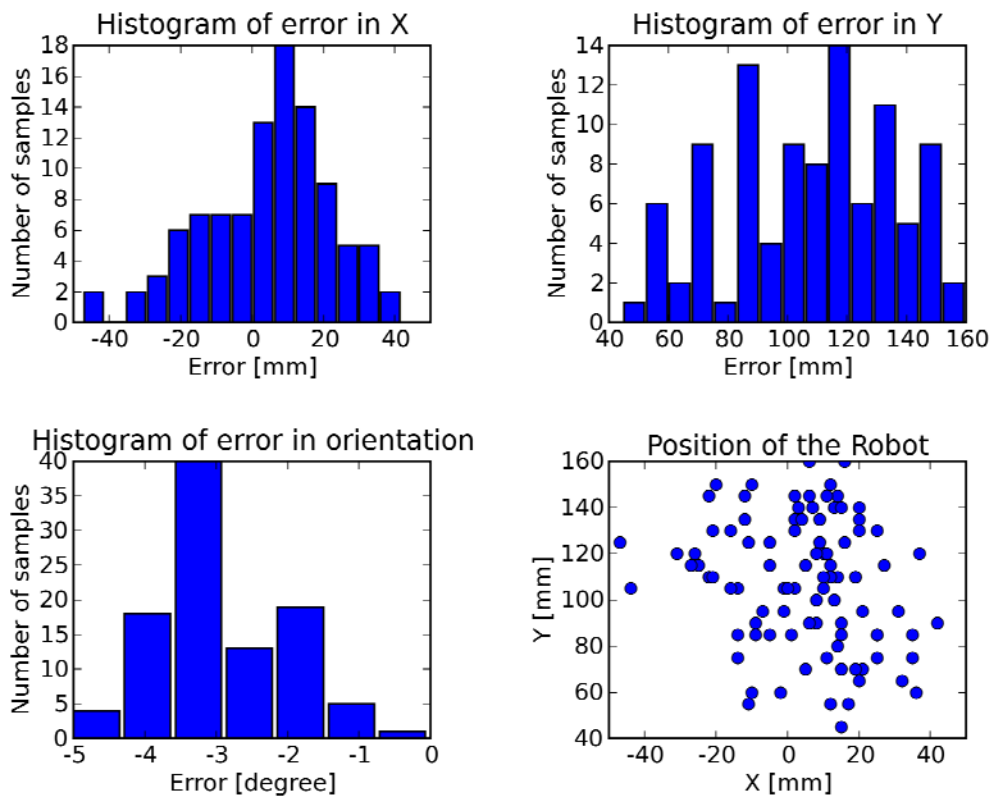 Histogram of error in X
Number of samples
18
16
14
12
10
8
6
4
2
0
-40 -20 0 20 40
Error [mm]
Histogram of error in Y
Number of samples
14
12
10
8
6
4
2
0
40 60 80 100 120 140 160
Error [mm]
Histogram of error in orientation
Number of samples
40
35
30
25
20
15
10
5
0
-5 -4 -3 -2 -1 0
Error [degree]
Position of the Robot
Y [mm]
160
140
120
100
80
60
40
-40 -20 0 20 40
X [mm]